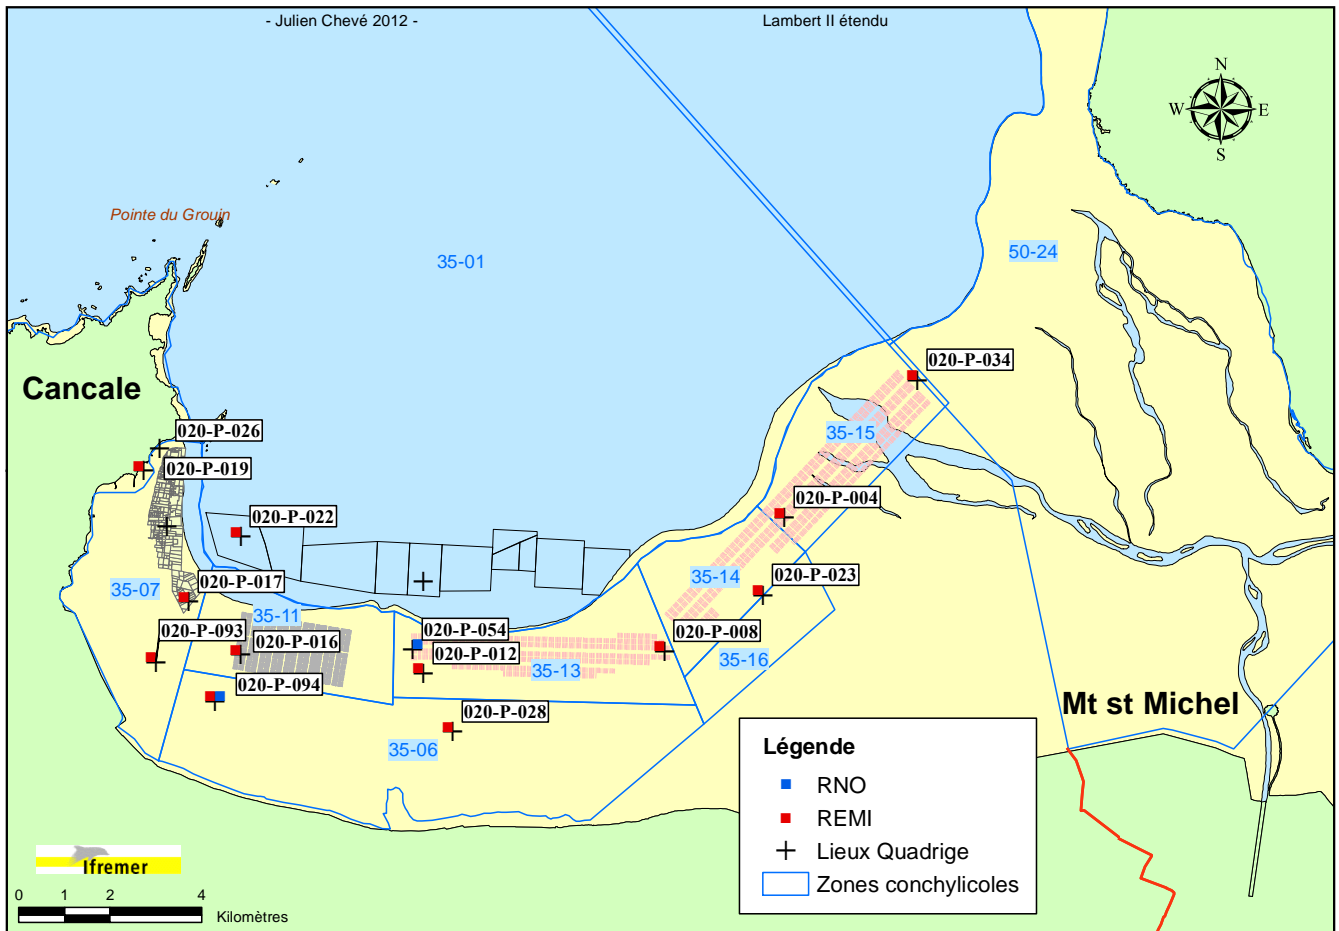 - Julien Chevé 2012 -
Lambert II étendu
N
W
E
S
Pointe du Grouin
35-01
50-24
020-P-034
Cancale
020-P-026
35-15
020-P-019
020-P-004
020-P-022
35-14
020-P-023
020-P-017
35-07
35-11
020-P-093
020-P-016
020-P-054
020-P-008
020-P-012
35-16
35-13
020-P-094
020-P-028
35-06
Mt st Michel
Légende
RNO
REMI
Lieux Quadrige
Zones conchylicoles
Ifremer
0 1 2 4
Kilomètres